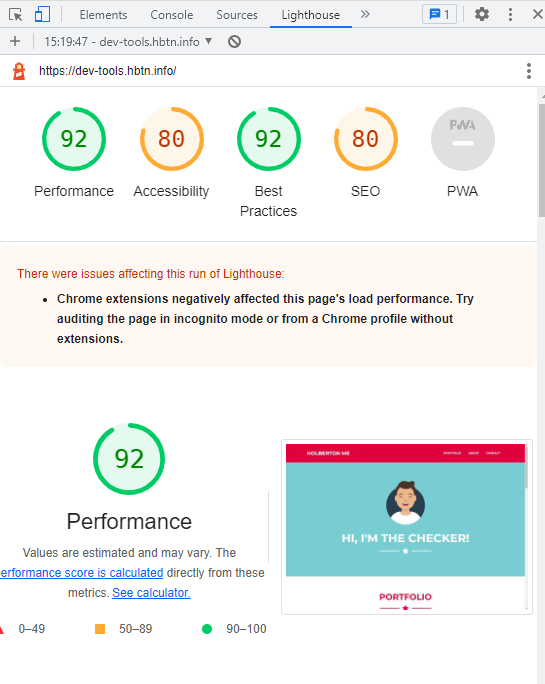 Elements Console Sources Lighthouse 1
15:19:47 - dev-tools.hbtn.info
https://dev-tools.hbtn.info/
92 80 92 80 PWA
Performance Accessibility Best Practices SEO PWA
There were issues affecting this run of Lighthouse:
Chrome extensions negatively affected this page's load performance. Try
auditing the page in incognito mode or from a Chrome profile without
extensions.
92
Performance
Values are estimated and may vary. The
erformance score is calculated directly from these
metrics. See calculator.
0–49 50–89 90–100
HOLBERTON ME PORTFOLIO ABOUT CONTACT
HI, I'M THE CHECKER!
PORTFOLIO